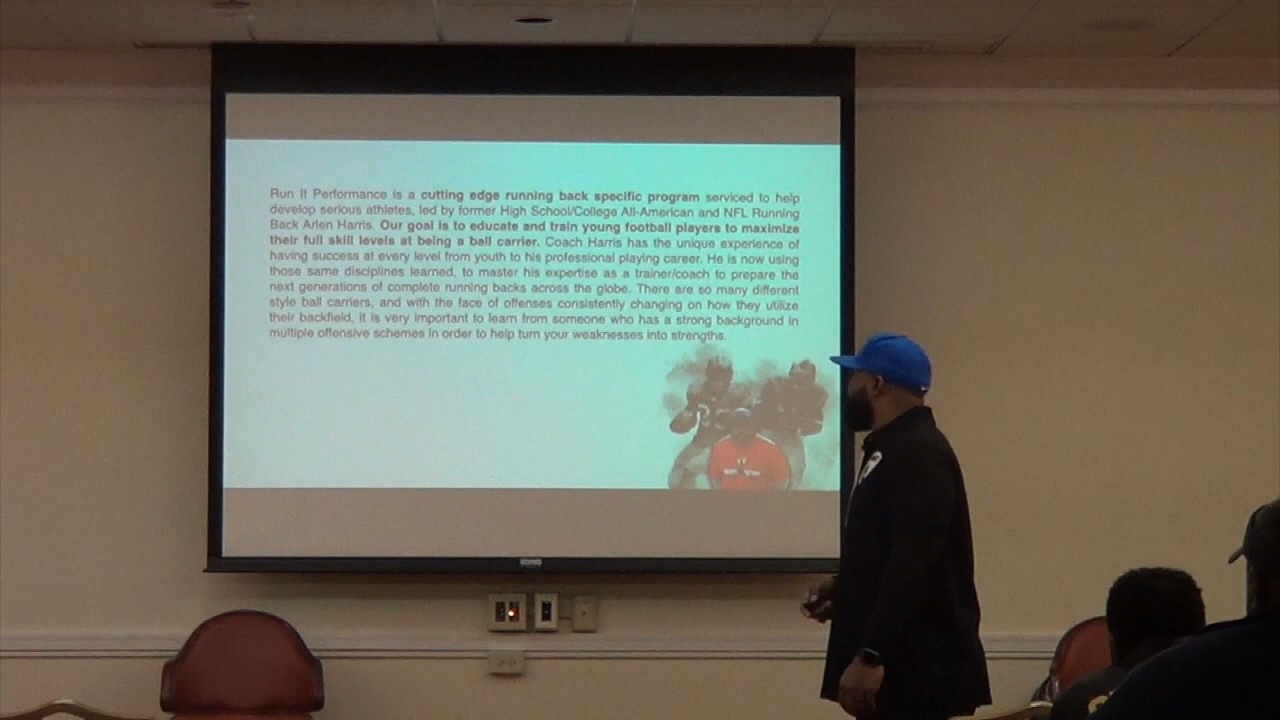 Run It Performance is a cutting edge running back specific program serviced to help
develop serious athletes, led by former High School/College All-American and NFL Running
Back Arlen Harris. Our goal is to educate and train young football players to maximize
their full skill levels at being a ball carrier. Coach Harris has the unique experience of
having success at every level from youth to his professional playing career. He is now using
those same disciplines learned, to master his expertise as a trainer/coach to prepare the
next generations of complete running backs across the globe. There are so many different
style ball carriers, and with the face of offenses consistently changing on how they utilize
their backfield, it is very important to learn from someone who has a strong background in
multiple offensive schemes in order to help turn your weaknesses into strengths.